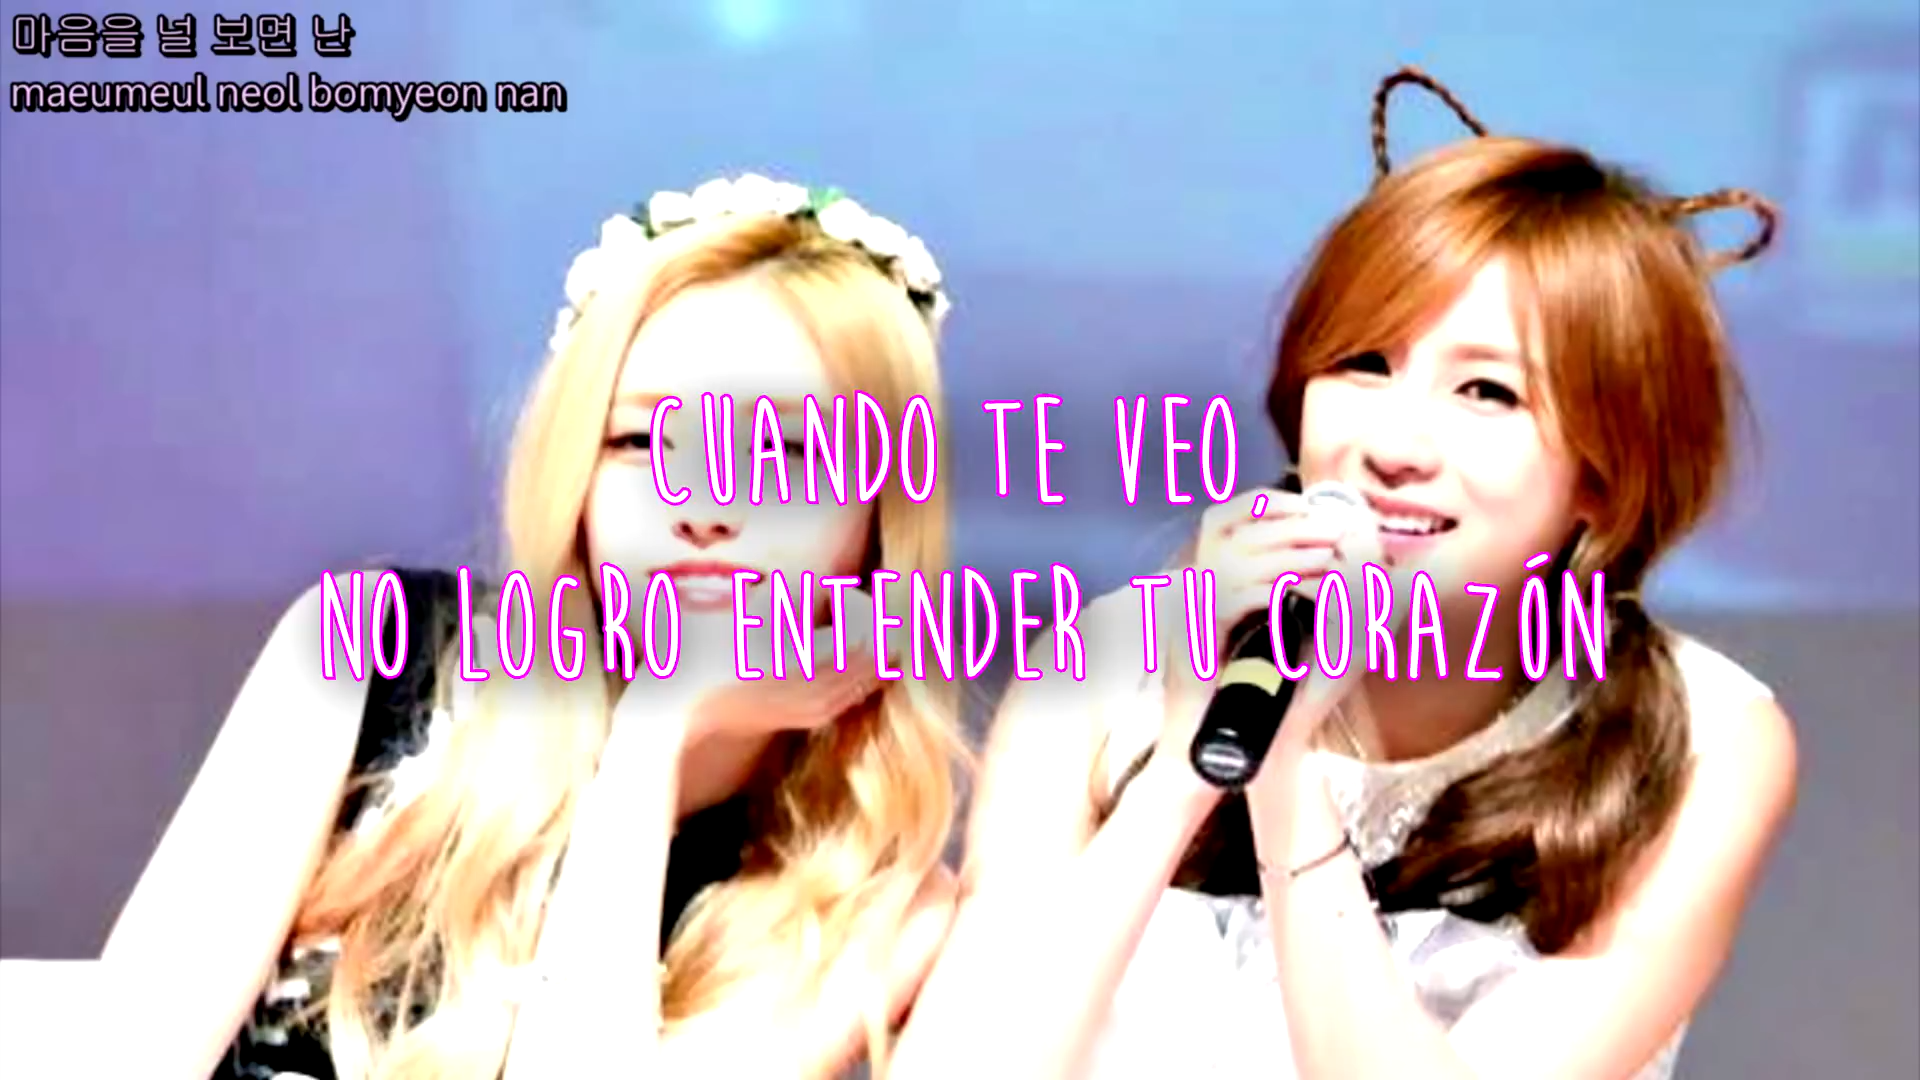 마음을 널 보면 난
maeumeul neol bomyeon nan
CUANDO TE VEO,
NO LOGRO ENTENDER TU CORAZÓN